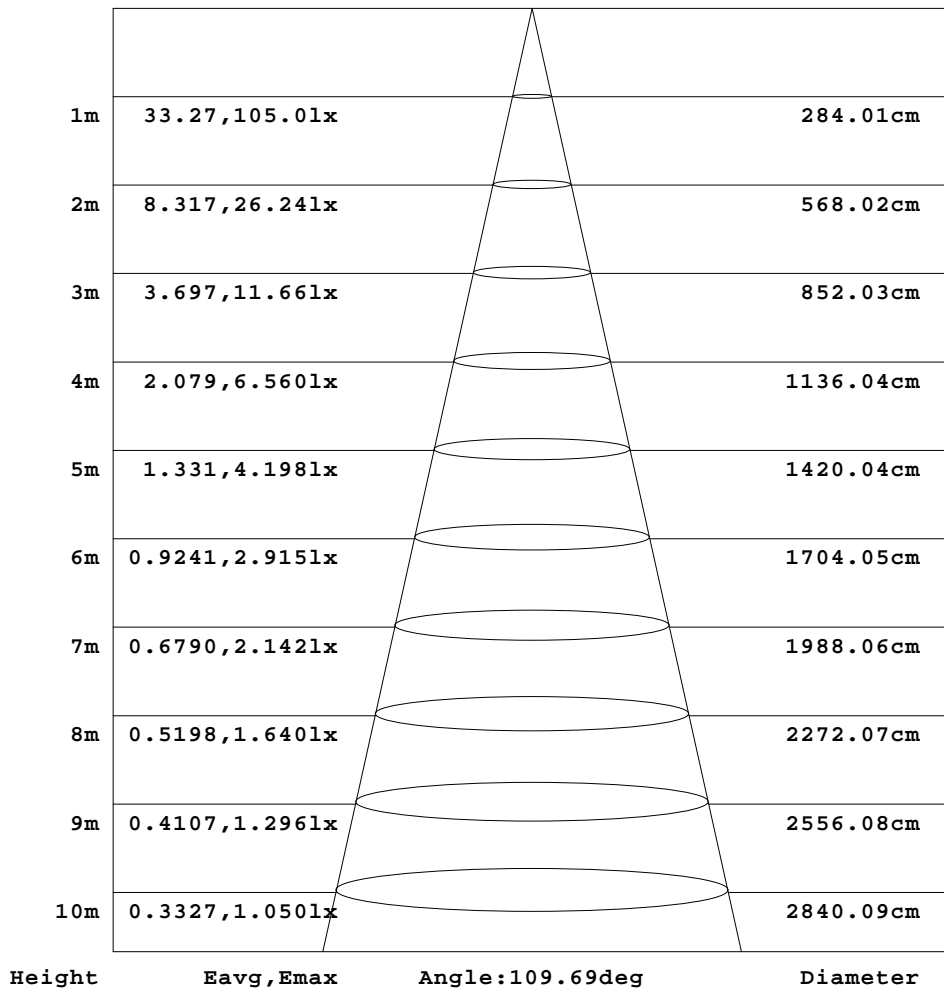 1m 33.27,105.0lx 284.01cm
2m 8.317,26.24lx 568.02cm
3m 3.697,11.66lx 852.03cm
4m 2.079,6.560lx 1136.04cm
5m 1.331,4.198lx 1420.04cm
6m 0.9241,2.915lx 1704.05cm
7m 0.6790,2.142lx 1988.06cm
8m 0.5198,1.640lx 2272.07cm
9m 0.4107,1.296lx 2556.08cm
10m 0.3327,1.050lx 2840.09cm
Height Eavg,Emax Angle:109.69deg Diameter